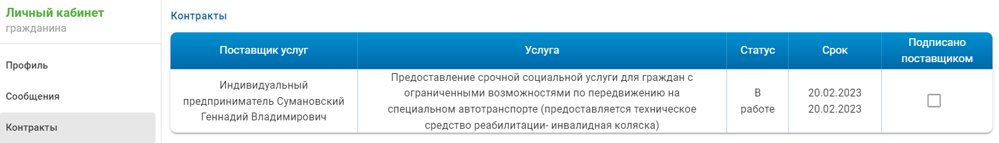 Личный кабинет
гражданина
Профиль
Сообщения
Контракты
Контракты
Поставщик услуг
Услуга
Статус
Срок
Подписано
поставщиком
Индивидуальный
предприниматель Сумановский
Геннадий Владимирович
Предоставление срочной социальной услуги для граждан с
ограниченными возможностями по передвижению на
специальном автотранспорте (предоставляется техническое
средство реабилитации- инвалидная коляска)
В
работе
20.02.2023
20.02.2023